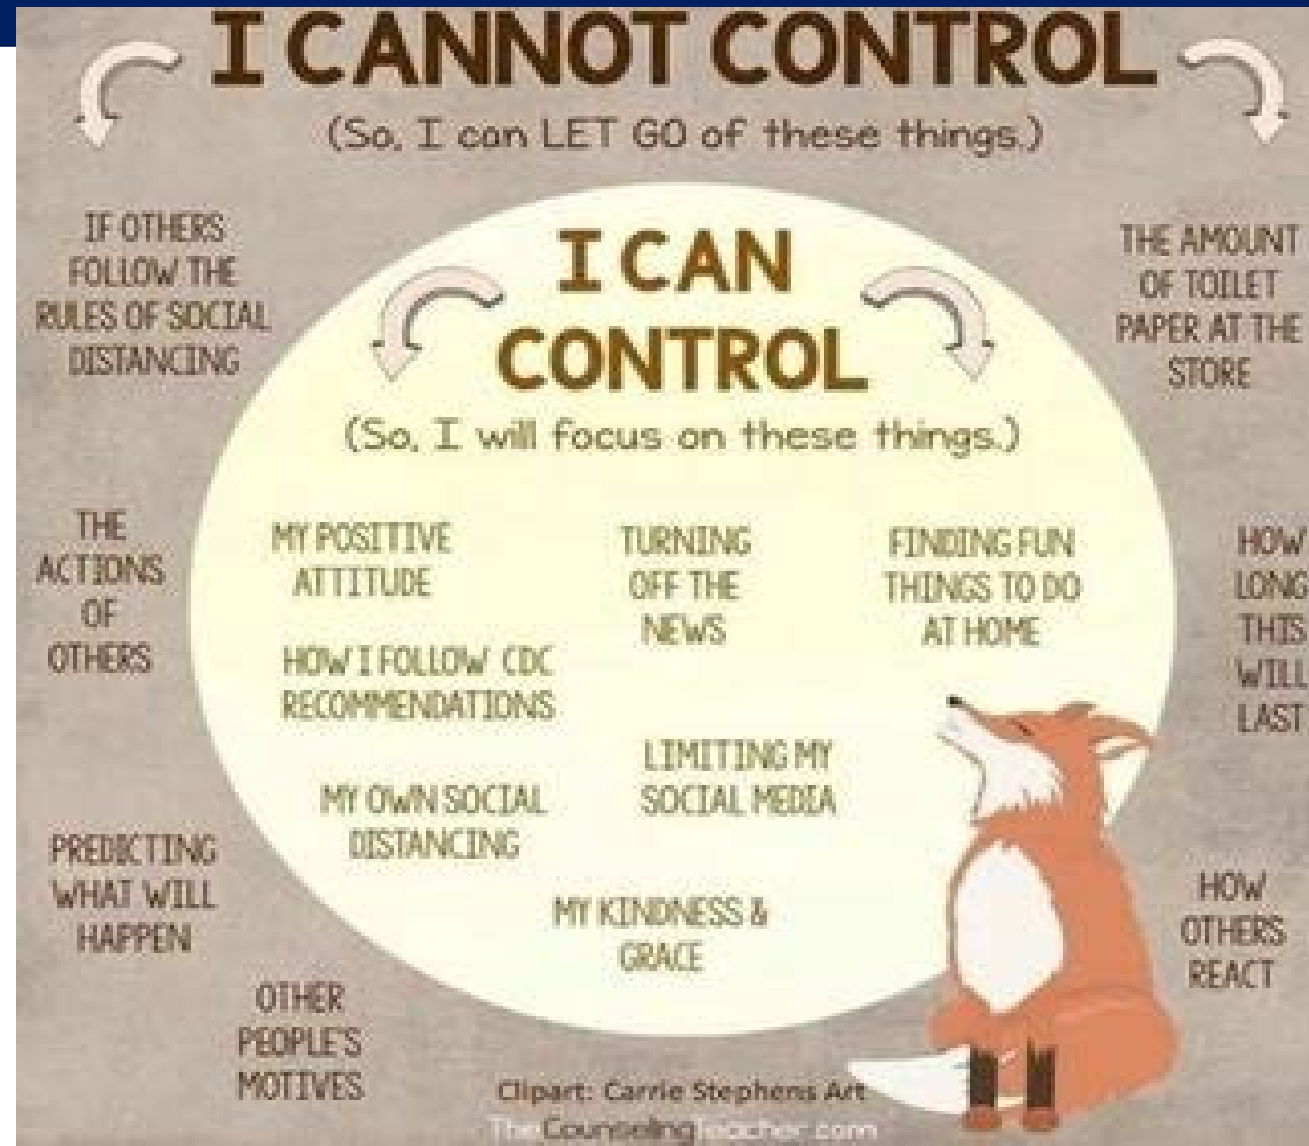 I CANNOT CONTROL
(So, I can LET GO of these things.)
IF OTHERS
FOLLOW THE
RULES OF SOCIAL
DISTANCING
THE AMOUNT
OF TOILET
PAPER AT THE
STORE
I CAN
CONTROL
(So, I will focus on these things.)
THE
ACTIONS
OF
OTHERS
MY POSITIVE
ATTITUDE
TURNING
OFF THE
NEWS
FINDING FUN
THINGS TO DO
AT HOME
HOW
LONG
THIS
WILL
LAST
HOW I FOLLOW CDC
RECOMMENDATIONS
LIMITING MY
SOCIAL MEDIA
MY OWN SOCIAL
DISTANCING
PREDICTING
WHAT WILL
HAPPEN
MY KINDNESS &
GRACE
HOW
OTHERS
REACT
OTHER
PEOPLE'S
MOTIVES
Clipart: Carrie Stephens Art
TheCounselingTeacher.com